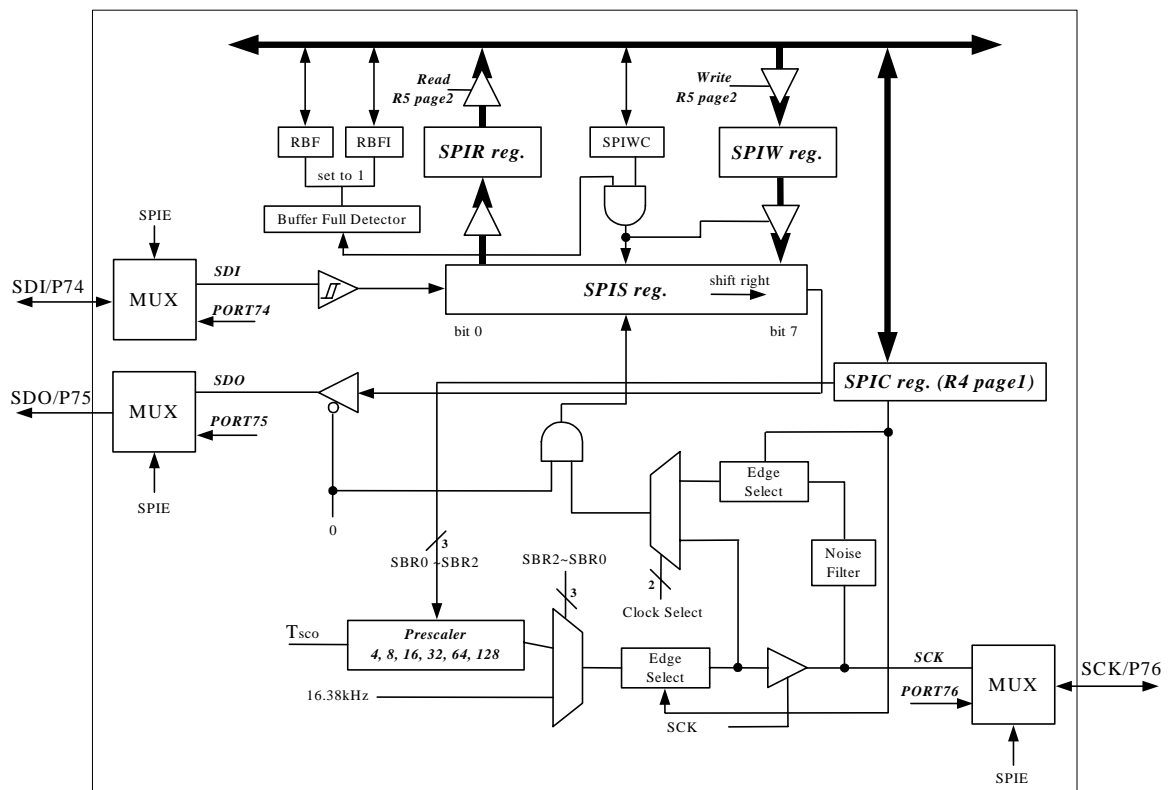 Read
R5 page2
Write
R5 page2
RBF
RBFI
SPIR reg.
SPIWC
SPIW reg.
set to 1
Buffer Full Detector
SPIE
SDI/P74
MUX
SDI
PORT74
SPIS reg.
shift right
bit 0
bit 7
SDO/P75
MUX
SDO
PORT75
SPIE
SPIC reg. (R4 page1)
0
Edge
Select
Noise
Filter
3
SBR0 ~SBR2
SBR2~SBR0
3
2
Clock Select
Tsco
Prescaler
4, 8, 16, 32, 64, 128
16.38kHz
Edge
Select
SCK
SCK
PORT76
MUX
SCK/P76
SPIE